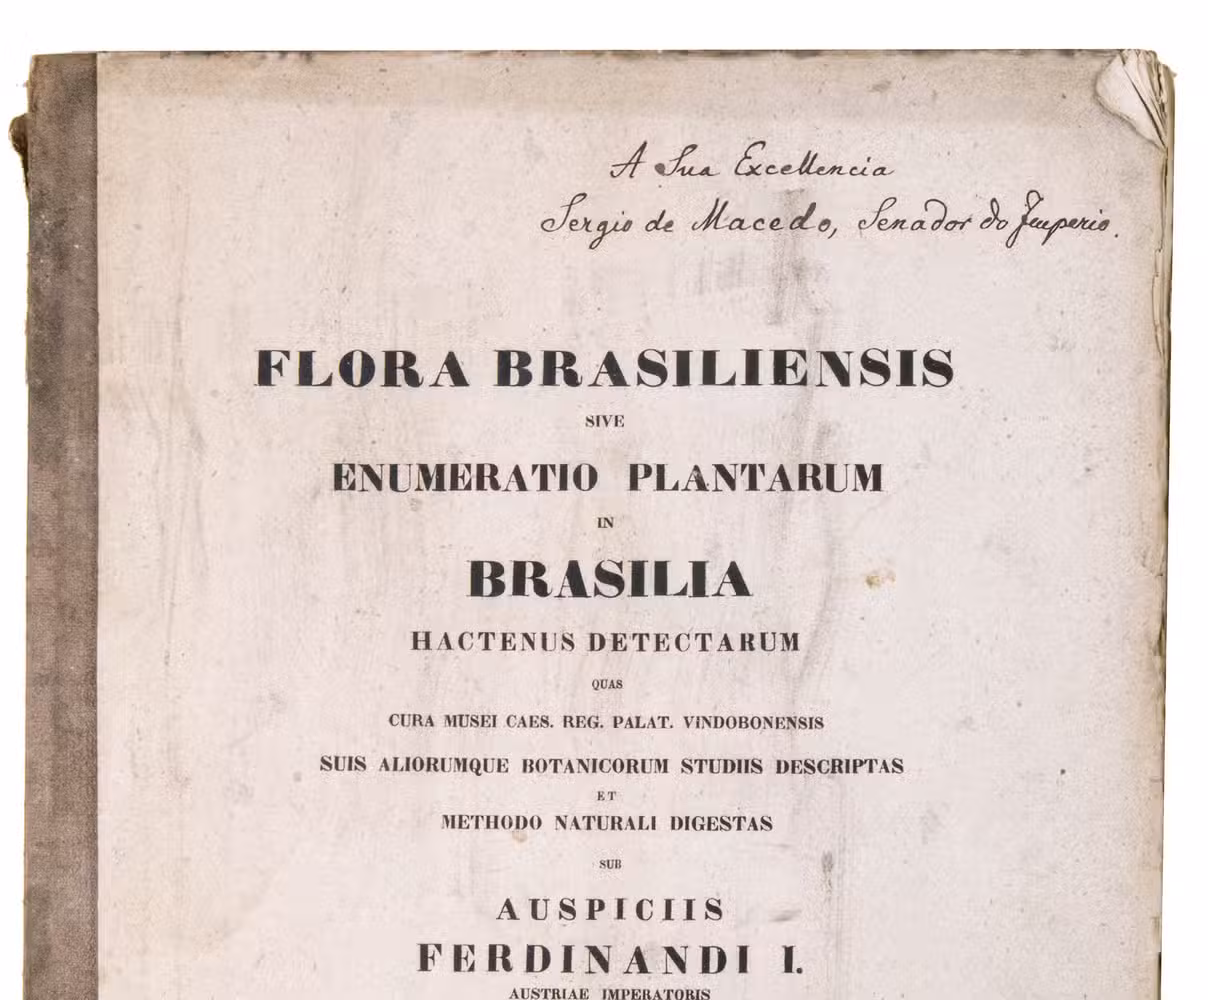 A Sua Excellencia
Sergio de Macedo, Senador do Imperio.
FLORA BRASILIENSIS
SIVE
ENUMERATIO PLANTARUM
IN
BRASILIA
HACTENUS DETECTARUM
QUAS
CURA MUSEI CAES. REG. PALAT. VINDOBONENSIS
SUIS ALIORUMQUE BOTANICORUM STUDIIS DESCRIPTAS
ET
METHODO NATURALI DIGESTAS
SUB
AUSPICIIS
FERDINANDI I.
AUSTRIAE IMPERATORIS